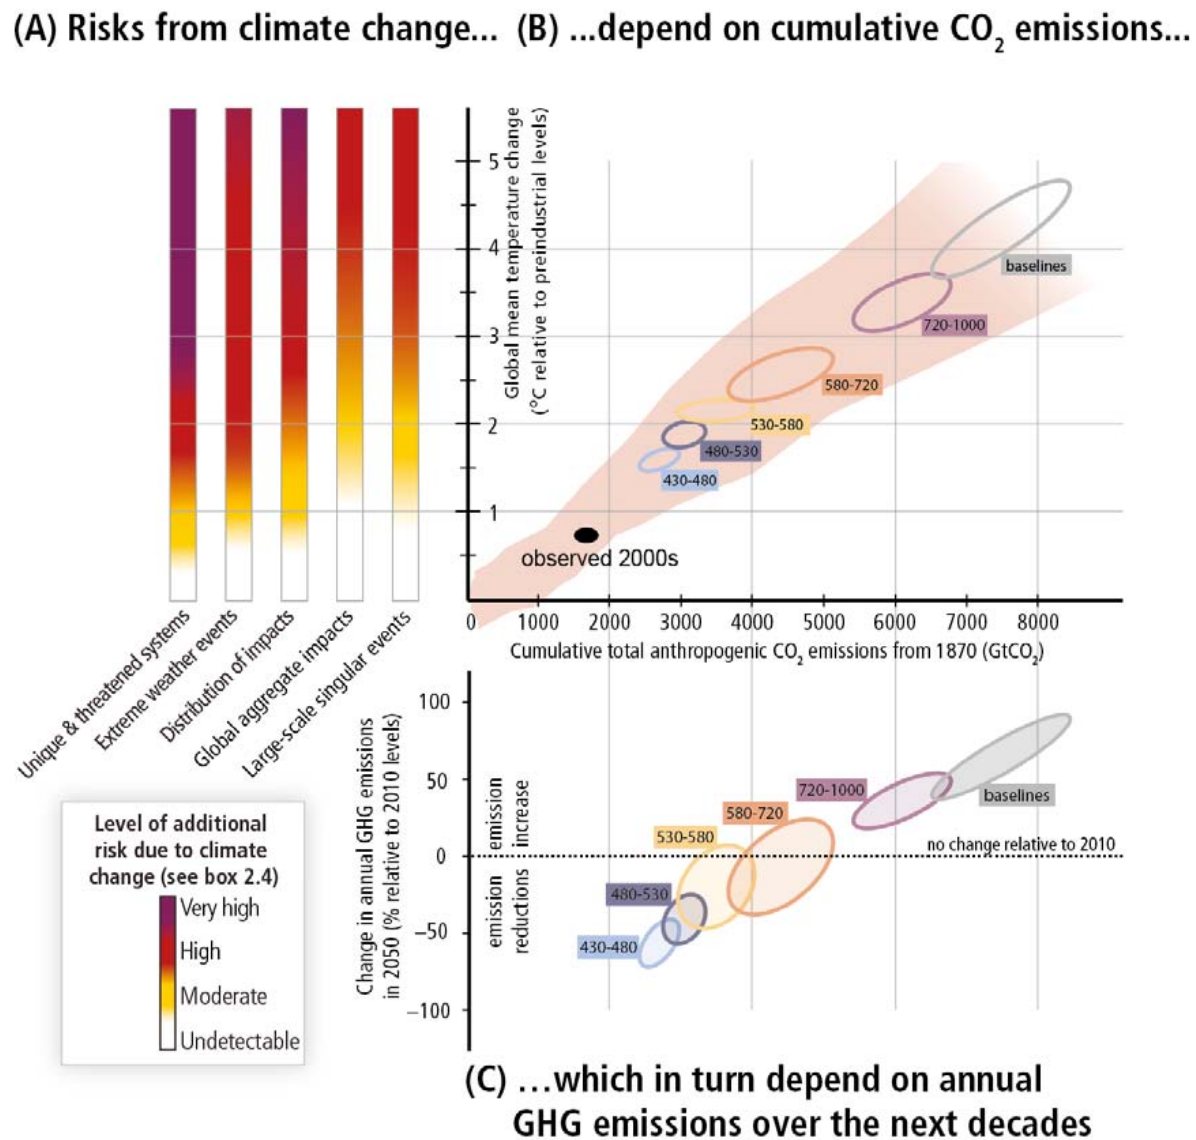 (A) Risks from climate change...
(B) ...depend on cumulative CO₂ emissions...
Global mean temperature change
(°C relative to preindustrial levels)
5
4
3
2
1
baselines
720-1000
580-720
530-580
480-530
430-480
observed 2000s
0
1000
2000
3000
4000
5000
6000
7000
8000
Cumulative total anthropogenic CO₂ emissions from 1870 (GtCO₂)
Unique & threatened systems
Extreme weather events
Distribution of impacts
Global aggregate impacts
Large-scale singular events
Level of additional
risk due to climate
change (see box 2.4)
Very high
High
Moderate
Undetectable
Change in annual GHG emissions
in 2050 (% relative to 2010 levels)
100
50
0
−50
−100
emission
increase
emission
reductions
720-1000
baselines
580-720
530-580
no change relative to 2010
480-530
430-480
(C) ...which in turn depend on annual
GHG emissions over the next decades